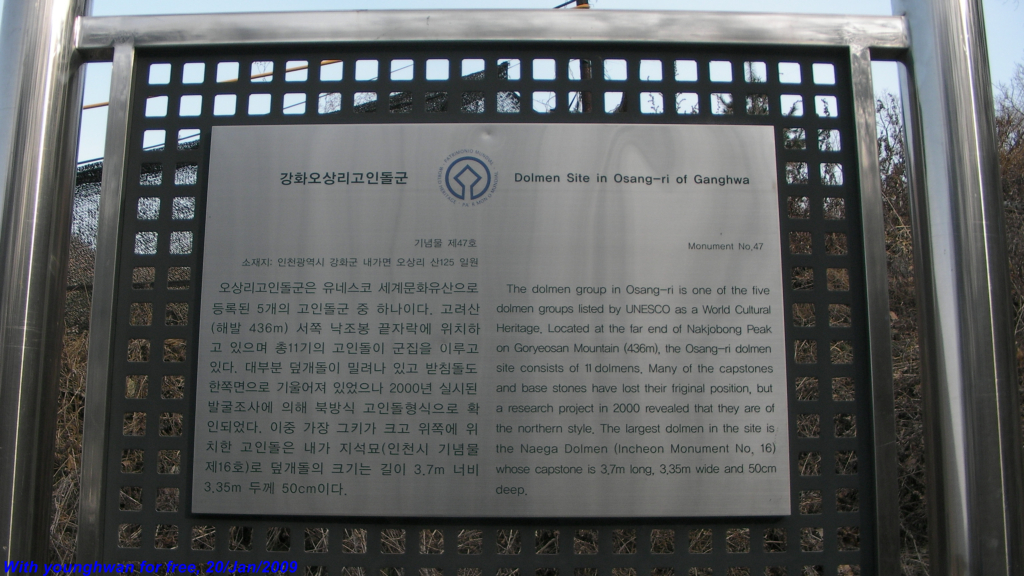 강화오상리고인돌군
Dolmen Site in Osang-ri of Ganghwa
기념물 제47호
소재지: 인천광역시 강화군 내가면 오상리 산125 일원
오상리고인돌군은 유네스코 세계문화유산으로
등록된 5개의 고인돌군 중 하나이다. 고려산
(해발 436m) 서쪽 낙조봉 끝자락에 위치하
고 있으며 총11기의 고인돌이 군집을 이루고
있다. 대부분 덮개돌이 밀려나 있고 받침돌도
한쪽면으로 기울어져 있었으나 2000년 실시된
발굴조사에 의해 북방식 고인돌형식으로 확
인되었다. 이중 가장 그키가 크고 위쪽에 위
치한 고인돌은 내가 지석묘(인천시 기념물
제16호)로 덮개돌의 크기는 길이 3.7m 너비
3.35m 두께 50cm이다.
Monument No.47
The dolmen group in Osang-ri is one of the five
dolmen groups listed by UNESCO as a World Cultural
Heritage. Located at the far end of Nakjobong Peak
on Goryeosan Mountain (436m), the Osang-ri dolmen
site consists of 11 dolmens. Many of the capstones
and base stones have lost their friginal position, but
a research project in 2000 revealed that they are of
the northern style. The largest dolmen in the site is
the Naega Dolmen (Incheon Monument No. 16)
whose capstone is 3.7m long, 3.35m wide and 50cm
deep.
With younghwan for free, 20/Jan/2009